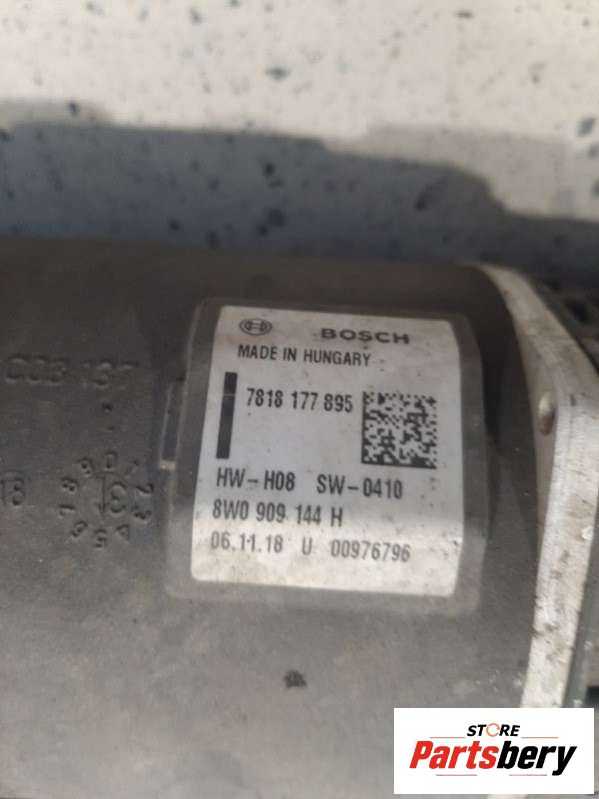 BOSCH
MADE IN HUNGARY
7818 177 895
HW-H08 SW-0410
8W0 909 144 H
06.11.18 U 00976796
STORE
Partsbery